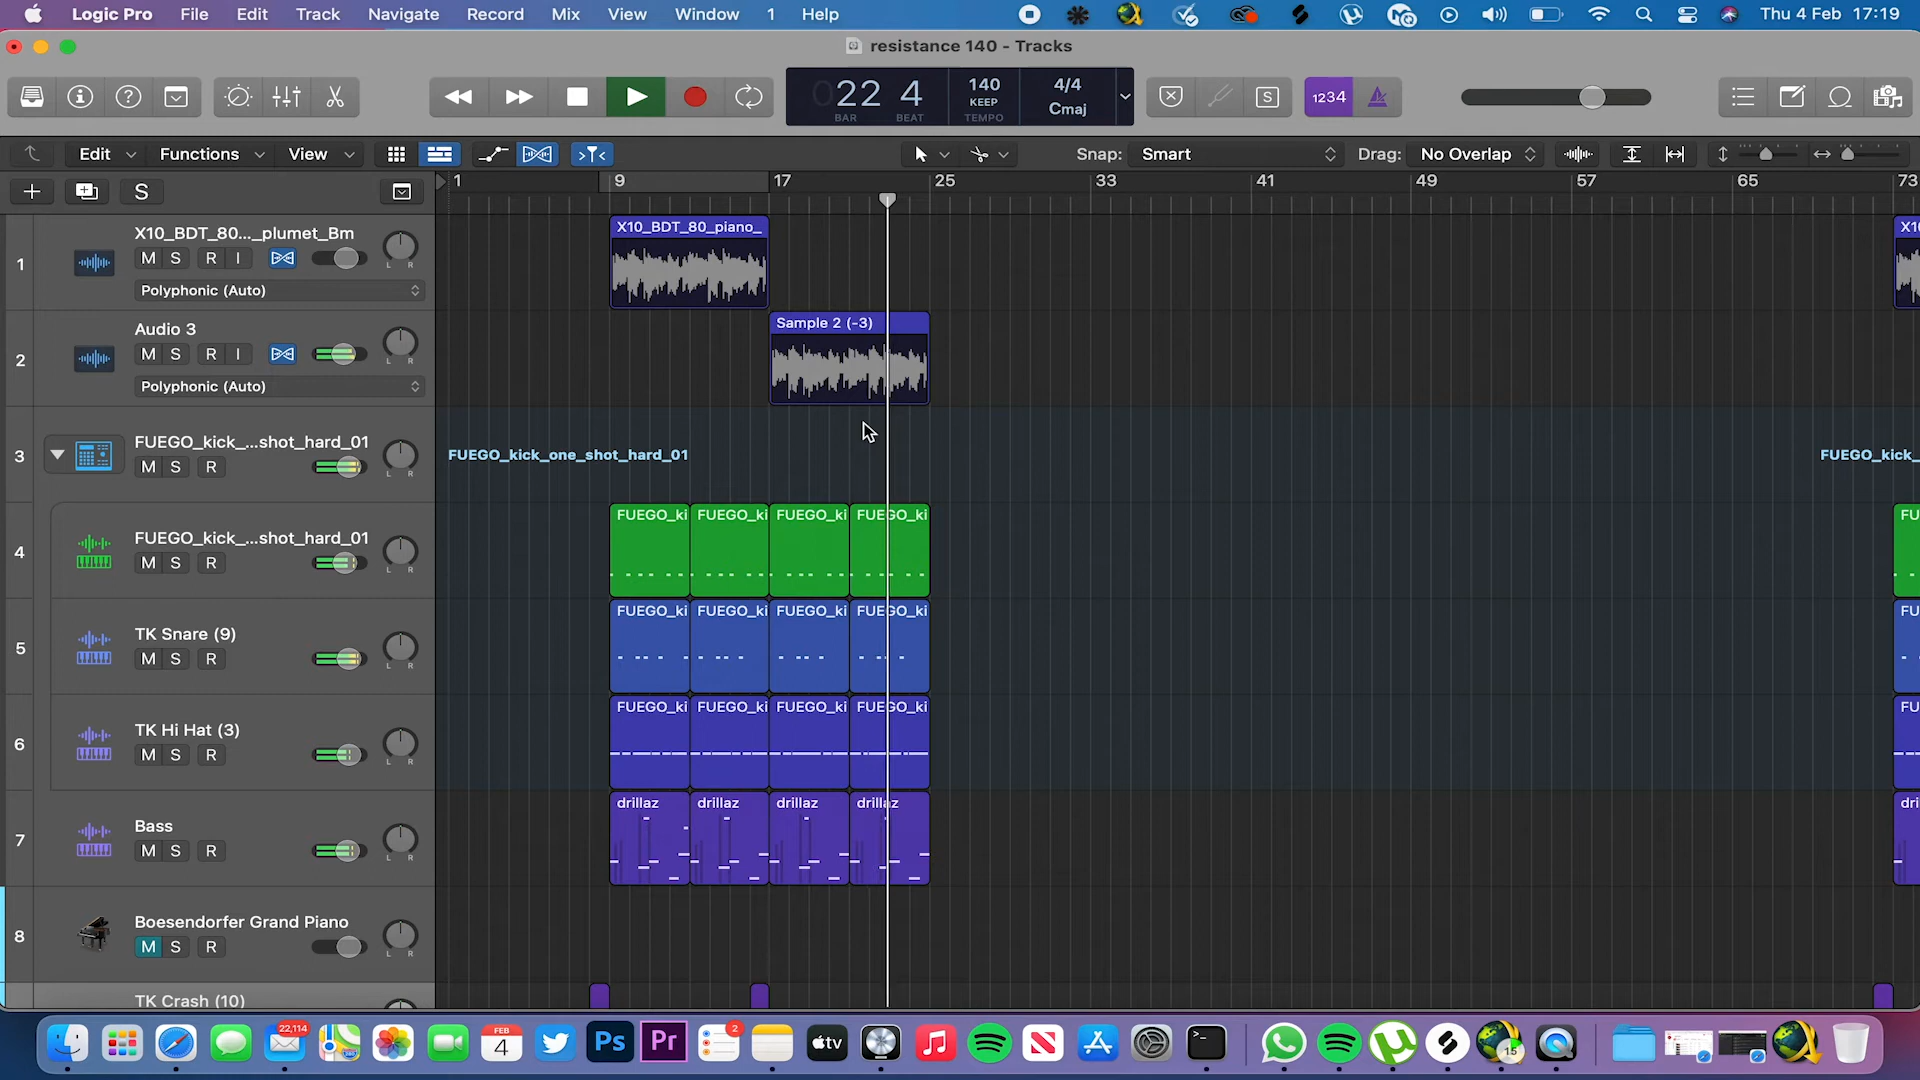 Logic Pro File Edit Track Navigate Record Mix View Window 1 Help Thu 4 Feb 17:19
resistance 140 - Tracks
022 4 140 KEEP 4/4 Cmaj
BAR BEAT TEMPO
S 1234
Edit Functions View Snap: Smart Drag: No Overlap
S 1 9 17 25 33 41 49 57 65 73
1 X10_BDT_80..._plumet_Bm
M S R I L R
Polyphonic (Auto)
X10_BDT_80_piano_
X10
2 Audio 3
M S R I L R
Polyphonic (Auto)
Sample 2 (-3)
3 FUEGO_kick_...shot_hard_01
M S R L R
FUEGO_kick_one_shot_hard_01
FUEGO_kick_
4 FUEGO_kick_...shot_hard_01
M S R L R
FUEGO_ki FUEGO_ki FUEGO_ki FUEGO_ki FU
5 TK Snare (9)
M S R L R
FUEGO_ki FUEGO_ki FUEGO_ki FUEGO_ki FU
6 TK Hi Hat (3)
M S R L R
FUEGO_ki FUEGO_ki FUEGO_ki FUEGO_ki FU
7 Bass
M S R L R
drillaz drillaz drillaz drillaz dri
8 Boesendorfer Grand Piano
M S R L R
TK Crash (10)
22,114 FEB 4 Ps Pr 2 tv 15